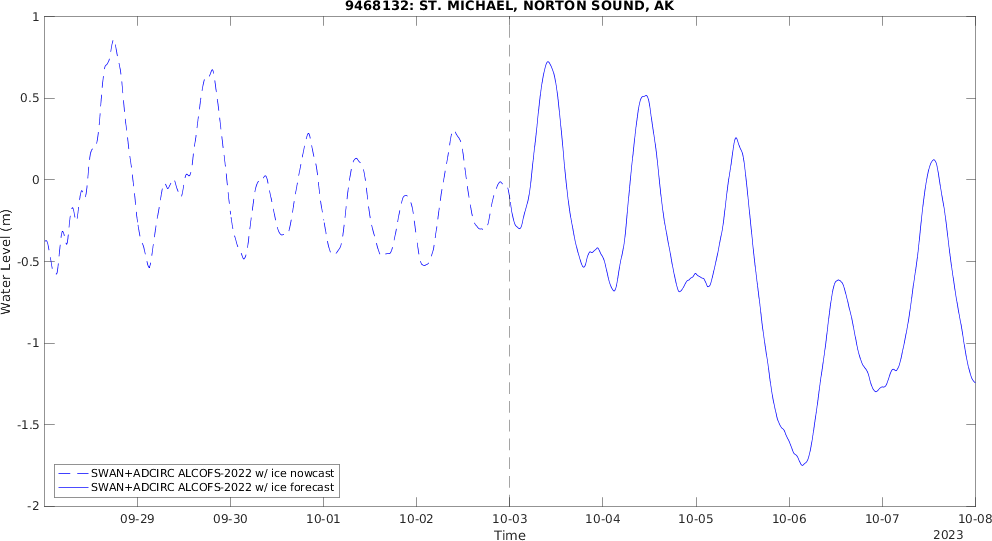 9468132: ST. MICHAEL, NORTON SOUND, AK
Water Level (m)
1
0.5
0
-0.5
-1
-1.5
-2
SWAN+ADCIRC ALCOFS-2022 w/ ice nowcast
SWAN+ADCIRC ALCOFS-2022 w/ ice forecast
09-29 09-30 10-01 10-02 10-03 10-04 10-05 10-06 10-07 10-08
Time
2023